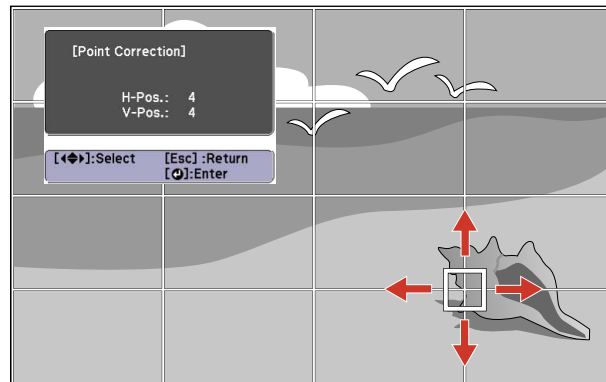 [Point Correction]
H-Pos.: 4
V-Pos.: 4
[◀◆▶]:Select [Esc] :Return
[↵]:Enter